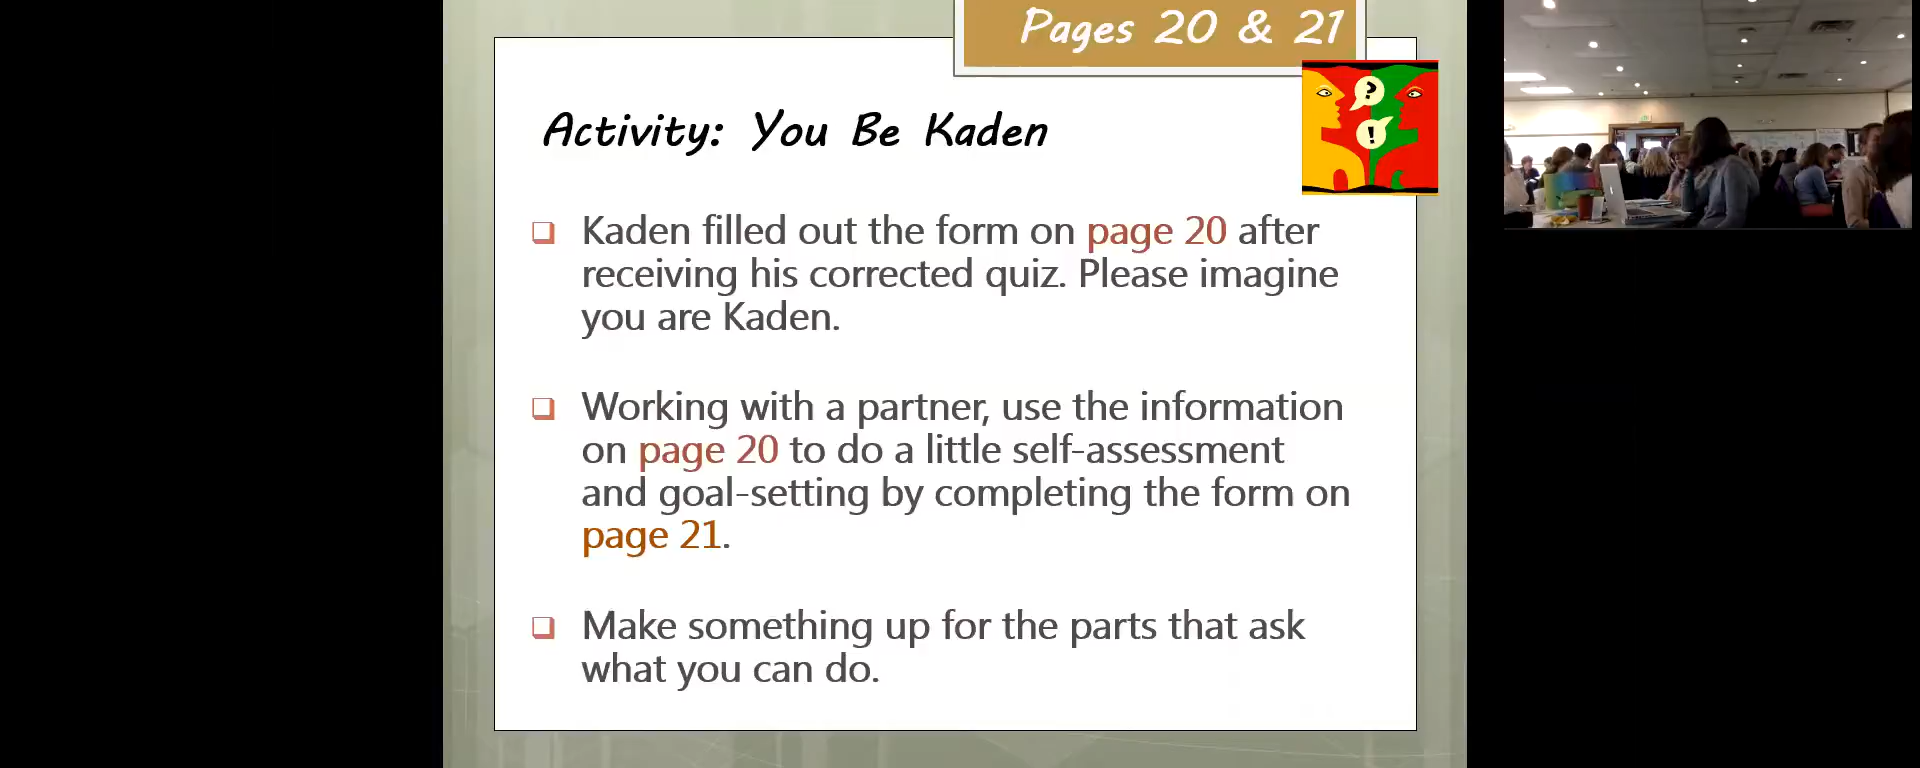 Pages 20 & 21
?
!
Activity: You Be Kaden
Kaden filled out the form on page 20 after
receiving his corrected quiz. Please imagine
you are Kaden.
Working with a partner, use the information
on page 20 to do a little self-assessment
and goal-setting by completing the form on
page 21.
Make something up for the parts that ask
what you can do.